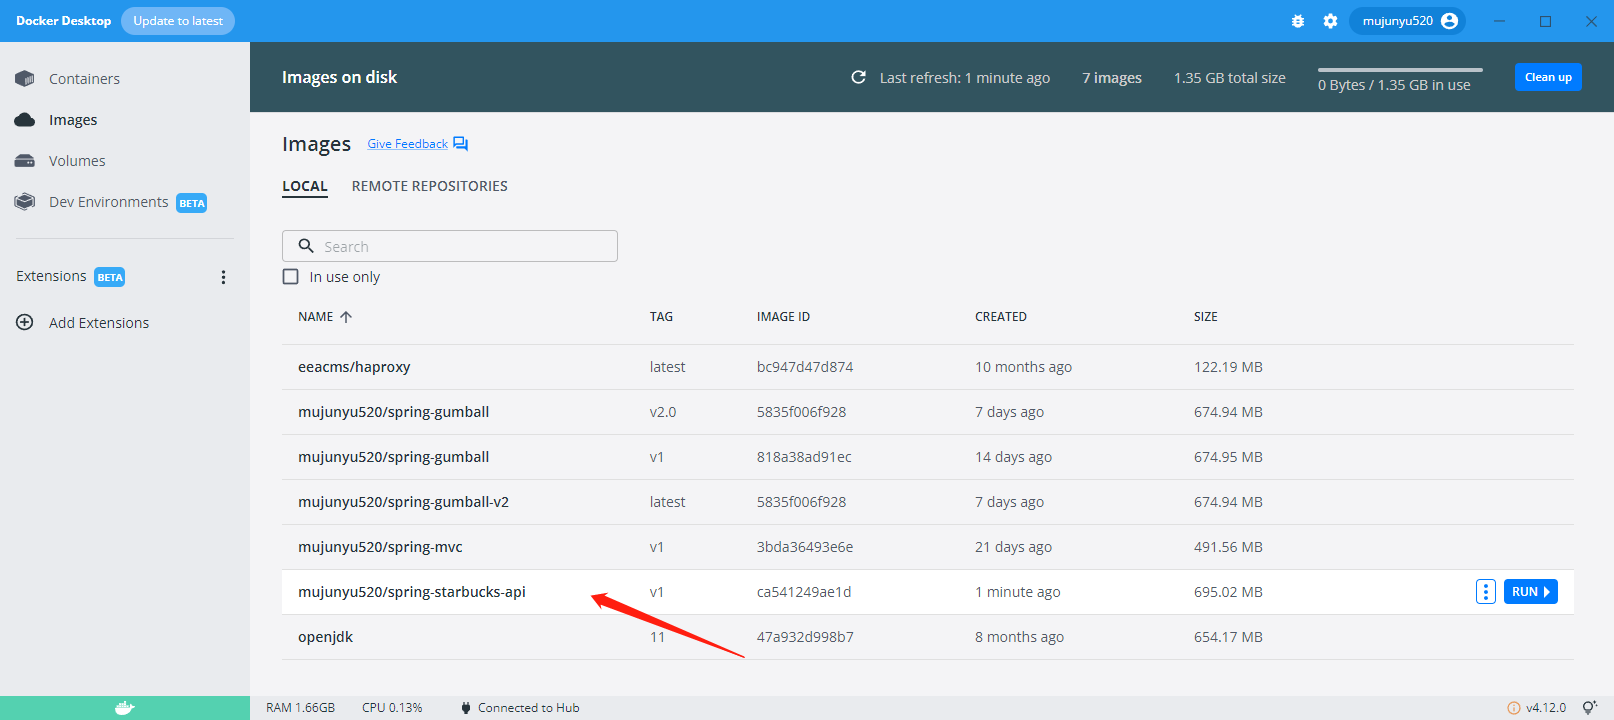 Docker Desktop Update to latest mujunyu520
Containers
Images
Volumes
Dev Environments BETA
Extensions BETA
Add Extensions
Images on disk Last refresh: 1 minute ago 7 images 1.35 GB total size 0 Bytes / 1.35 GB in use Clean up
Images Give Feedback
LOCAL REMOTE REPOSITORIES
Search
In use only
NAME TAG IMAGE ID CREATED SIZE
eeacms/haproxy latest bc947d47d874 10 months ago 122.19 MB
mujunyu520/spring-gumball v2.0 5835f006f928 7 days ago 674.94 MB
mujunyu520/spring-gumball v1 818a38ad91ec 14 days ago 674.95 MB
mujunyu520/spring-gumball-v2 latest 5835f006f928 7 days ago 674.94 MB
mujunyu520/spring-mvc v1 3bda36493e6e 21 days ago 491.56 MB
mujunyu520/spring-starbucks-api v1 ca541249ae1d 1 minute ago 695.02 MB RUN
openjdk 11 47a932d998b7 8 months ago 654.17 MB
RAM 1.66GB CPU 0.13% Connected to Hub v4.12.0